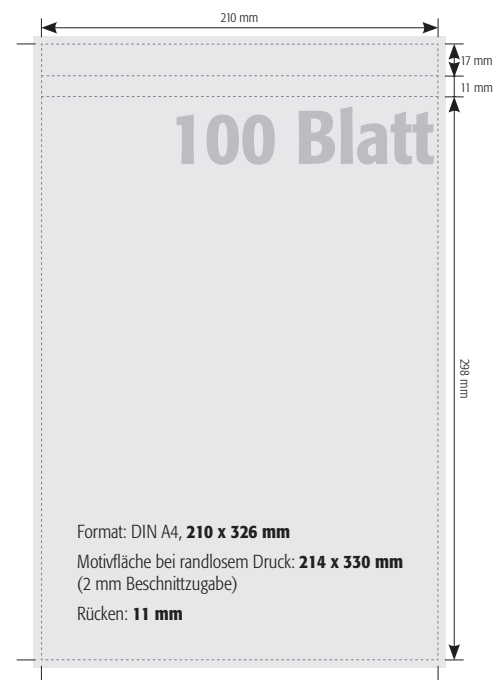 210 mm
17 mm
11 mm
100 Blatt
298 mm
Format: DIN A4, 210 x 326 mm
Motivfläche bei randlosem Druck: 214 x 330 mm
(2 mm Beschnittzugabe)
Rücken: 11 mm